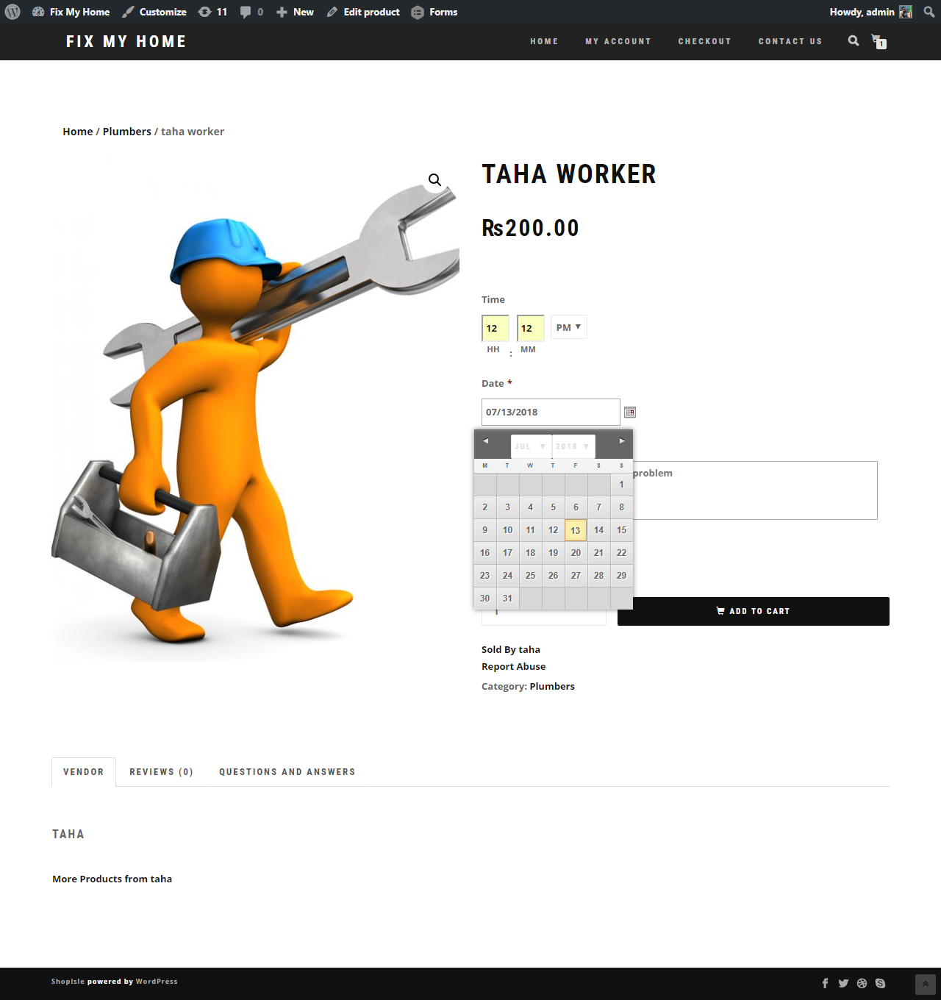 Fix My Home Customize 11 0 New Edit product Forms Howdy, admin
FIX MY HOME HOME MY ACCOUNT CHECKOUT CONTACT US 1
Home / Plumbers / taha worker
TAHA WORKER
₨200.00
Time
12 12 PM
HH : MM
Date *
07/13/2018
JUL 2018
M T W T F S S
1
problem
2 3 4 5 6 7 8
9 10 11 12 13 14 15
16 17 18 19 20 21 22
23 24 25 26 27 28 29
30 31
1 ADD TO CART
Sold By taha
Report Abuse
Category: Plumbers
VENDOR REVIEWS (0) QUESTIONS AND ANSWERS
TAHA
More Products from taha
ShopIsle powered by WordPress